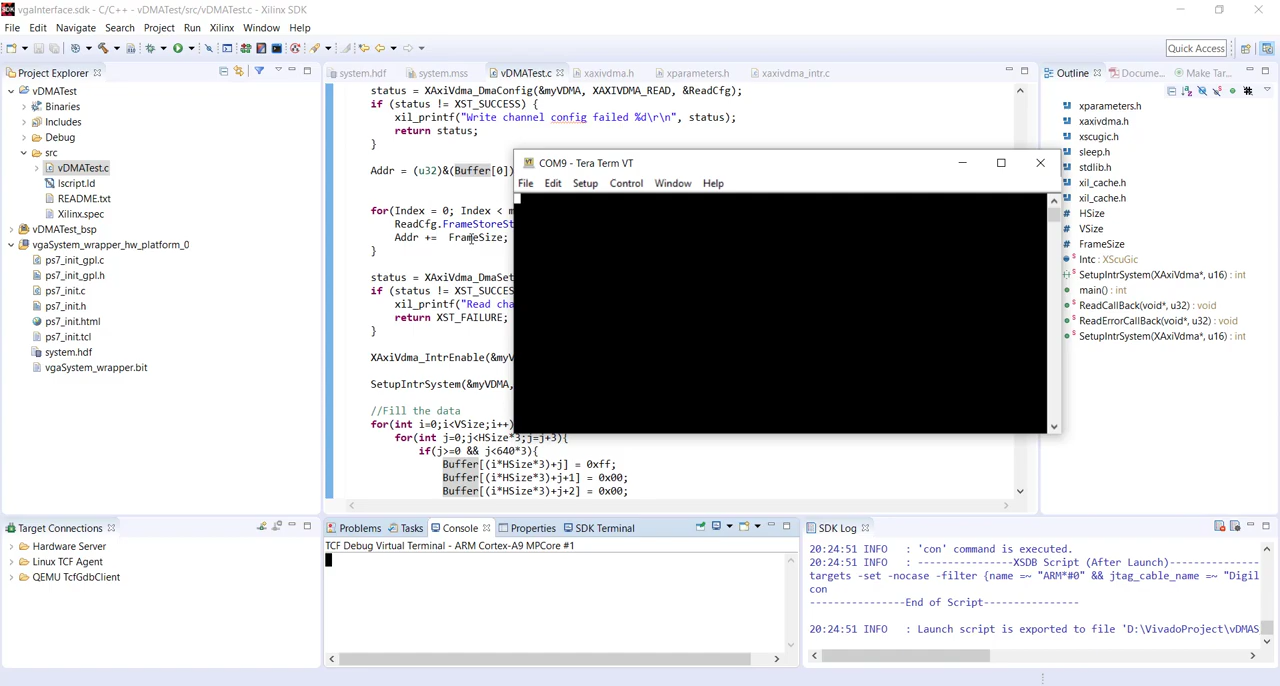 vgaInterface.sdk - C/C++ - vDMATest/src/vDMATest.c - Xilinx SDK
File Edit Navigate Search Project Run Xilinx Window Help
Quick Access
Project Explorer
vDMATest
Binaries
Includes
Debug
src
vDMATest.c
lscript.ld
README.txt
Xilinx.spec
vDMATest_bsp
vgaSystem_wrapper_hw_platform_0
ps7_init_gpl.c
ps7_init_gpl.h
ps7_init.c
ps7_init.h
ps7_init.html
ps7_init.tcl
system.hdf
vgaSystem_wrapper.bit
system.hdf system.mss vDMATest.c xaxivdma.h xparameters.h xaxivdma_intr.c
status = XAxiVdma_DmaConfig(&myVDMA, XAXIVDMA_READ, &ReadCfg);
if (status != XST_SUCCESS) {
xil_printf("Write channel config failed %d\r\n", status);
return status;
}
Addr = (u32)&(Buffer[0])
for(Index = 0; Index < m
ReadCfg.FrameStoreSt
Addr += FrameSize;
}
status = XAxiVdma_DmaSet
if (status != XST_SUCCES
xil_printf("Read cha
return XST_FAILURE;
}
XAxiVdma_IntrEnable(&myV
SetupIntrSystem(&myVDMA,
//Fill the data
for(int i=0;i<VSize;i++)
for(int j=0;j<HSize*3;j=j+3){
if(j>=0 && j<640*3){
Buffer[(i*HSize*3)+j] = 0xff;
Buffer[(i*HSize*3)+j+1] = 0x00;
Buffer[(i*HSize*3)+j+2] = 0x00;
COM9 - Tera Term VT
File Edit Setup Control Window Help
Outline Docume... Make Tar...
xparameters.h
xaxivdma.h
xscugic.h
sleep.h
stdlib.h
xil_cache.h
xil_cache.h
HSize
VSize
FrameSize
Intc : XScuGic
SetupIntrSystem(XAxiVdma*, u16) : int
main() : int
ReadCallBack(void*, u32) : void
ReadErrorCallBack(void*, u32) : void
SetupIntrSystem(XAxiVdma*, u16) : int
Target Connections
Hardware Server
Linux TCF Agent
QEMU TcfGdbClient
Problems Tasks Console Properties SDK Terminal
TCF Debug Virtual Terminal - ARM Cortex-A9 MPCore #1
SDK Log
20:24:51 INFO : 'con' command is executed.
20:24:51 INFO : ---------------XSDB Script (After Launch)---------------
targets -set -nocase -filter {name =~ "ARM*#0" && jtag_cable_name =~ "Digil
con
----------------End of Script----------------
20:24:51 INFO : Launch script is exported to file 'D:\VivadoProject\vDMAS